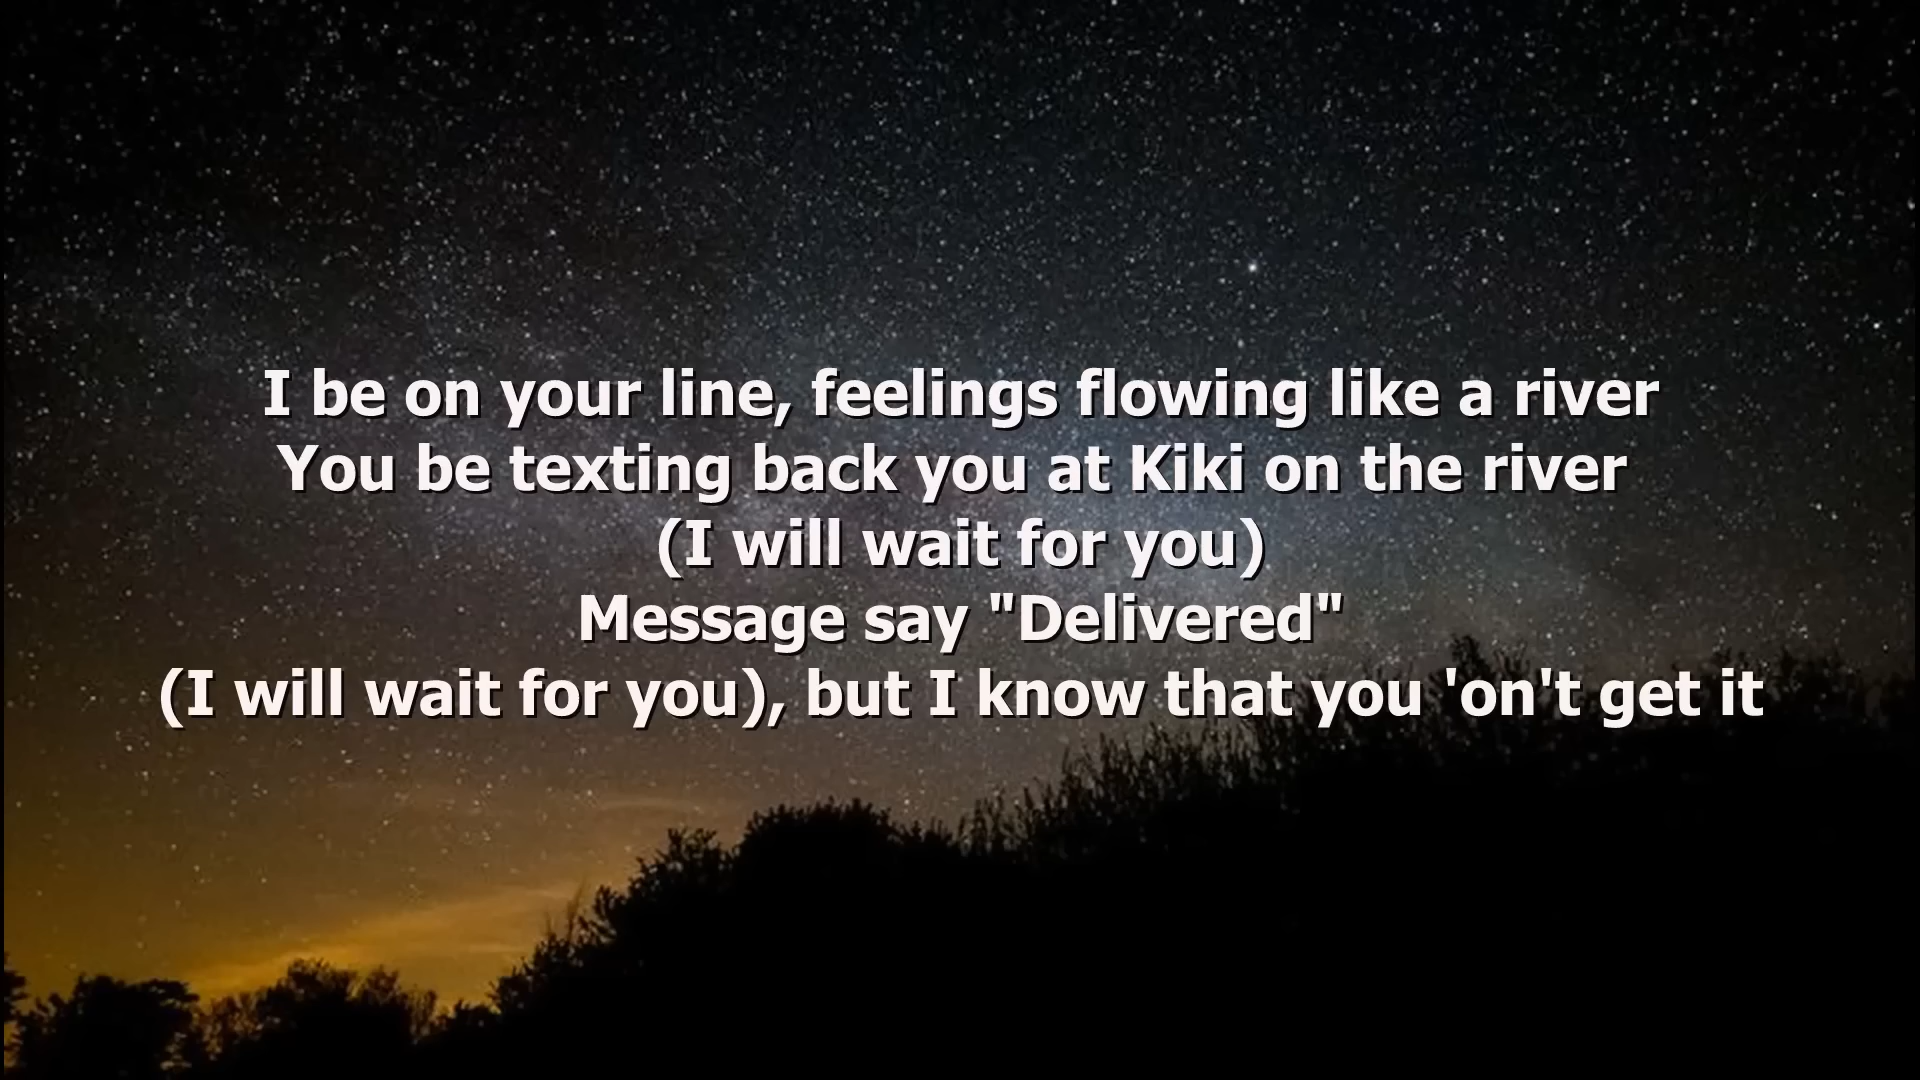 I be on your line, feelings flowing like a river
You be texting back you at Kiki on the river
(I will wait for you)
Message say "Delivered"
(I will wait for you), but I know that you 'on't get it